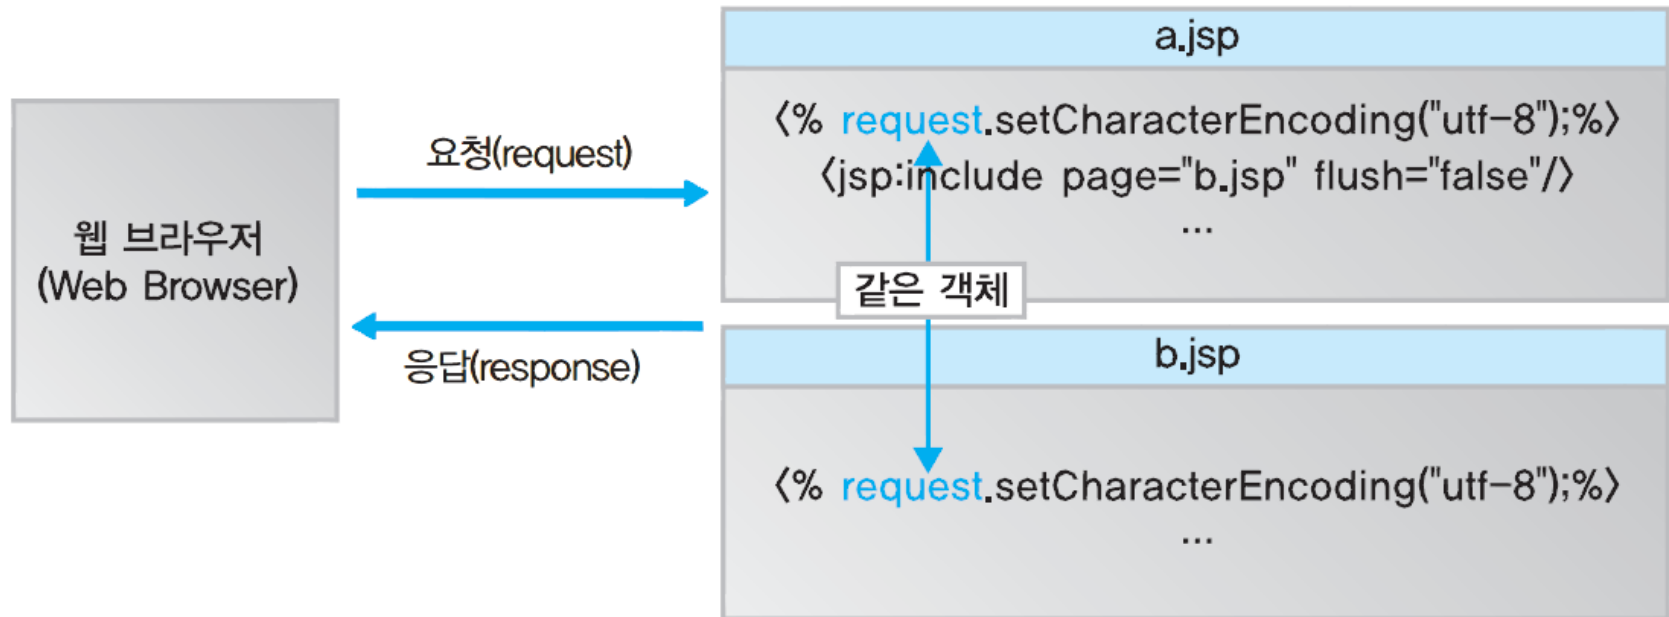 a.jsp
〈% request.setCharacterEncoding("utf-8");%〉
〈jsp:include page="b.jsp" flush="false"/〉
...
웹 브라우저
(Web Browser)
요청(request)
응답(response)
같은 객체
b.jsp
〈% request.setCharacterEncoding("utf-8");%〉
...